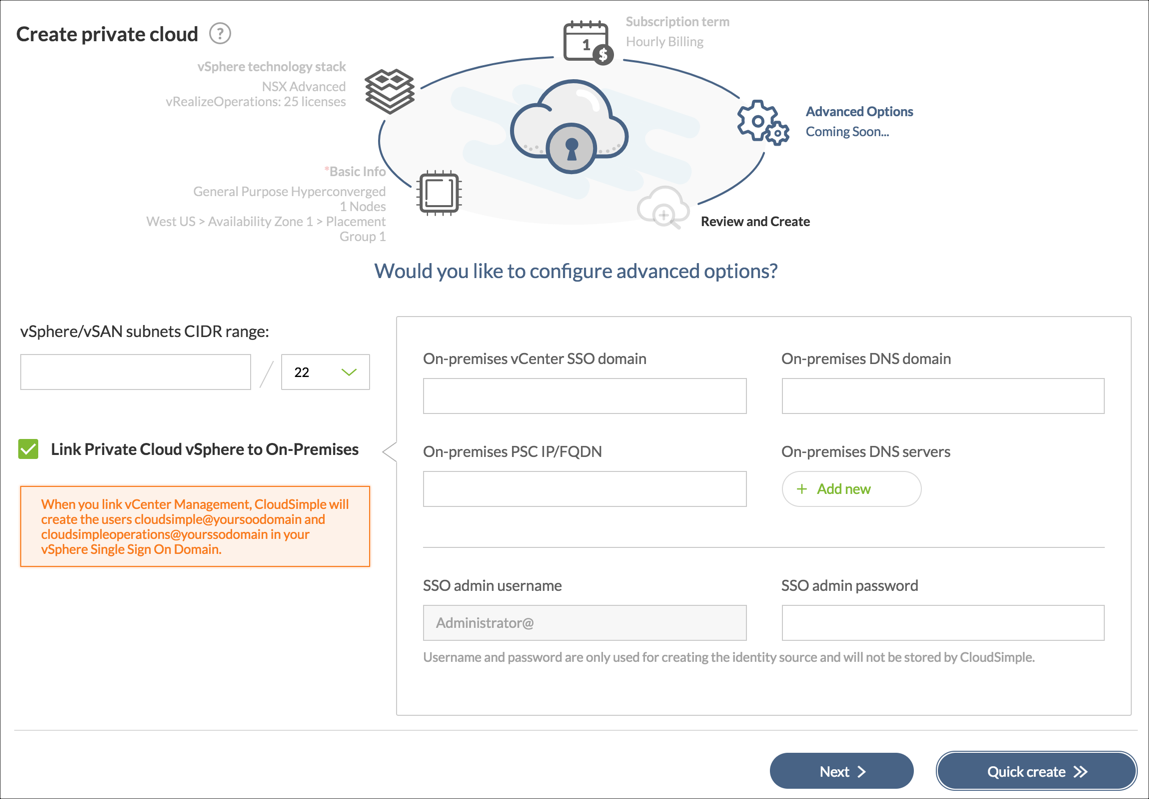 Create private cloud ?
Subscription term
Hourly Billing
1
$
vSphere technology stack
NSX Advanced
vRealizeOperations: 25 licenses
Advanced Options
Coming Soon...
*Basic Info
General Purpose Hyperconverged
1 Nodes
West US > Availability Zone 1 > Placement
Group 1
Review and Create
Would you like to configure advanced options?
vSphere/vSAN subnets CIDR range:
/ 22
Link Private Cloud vSphere to On-Premises
When you link vCenter Management, CloudSimple will
create the users cloudsimple@yoursoodomain and
cloudsimpleoperations@yourssodomain in your
vSphere Single Sign On Domain.
On-premises vCenter SSO domain
On-premises DNS domain
On-premises PSC IP/FQDN
On-premises DNS servers
+ Add new
SSO admin username
SSO admin password
Administrator@
Username and password are only used for creating the identity source and will not be stored by CloudSimple.
Next
Quick create